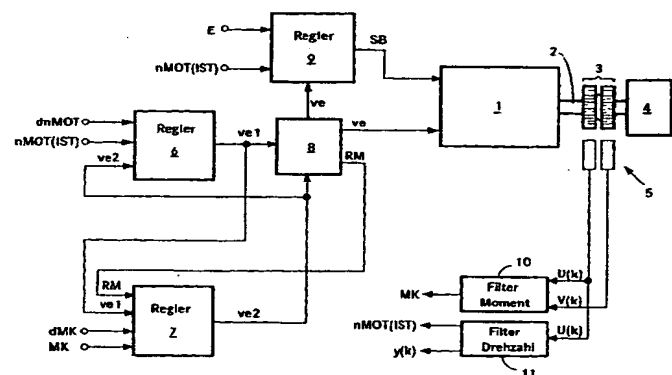 E
nMOT(IST)
Regler
9
SB
ve
dnMOT
nMOT(IST)
ve2
Regler
6
ve1
8
ve
RM
1
2
3
4
5
RM
ve1
dMK
MK
Regler
7
ve2
10
MK
Filter
Moment
U(k)
V(k)
nMOT(IST)
y(k)
Filter
Drehzahl
U(k)
11